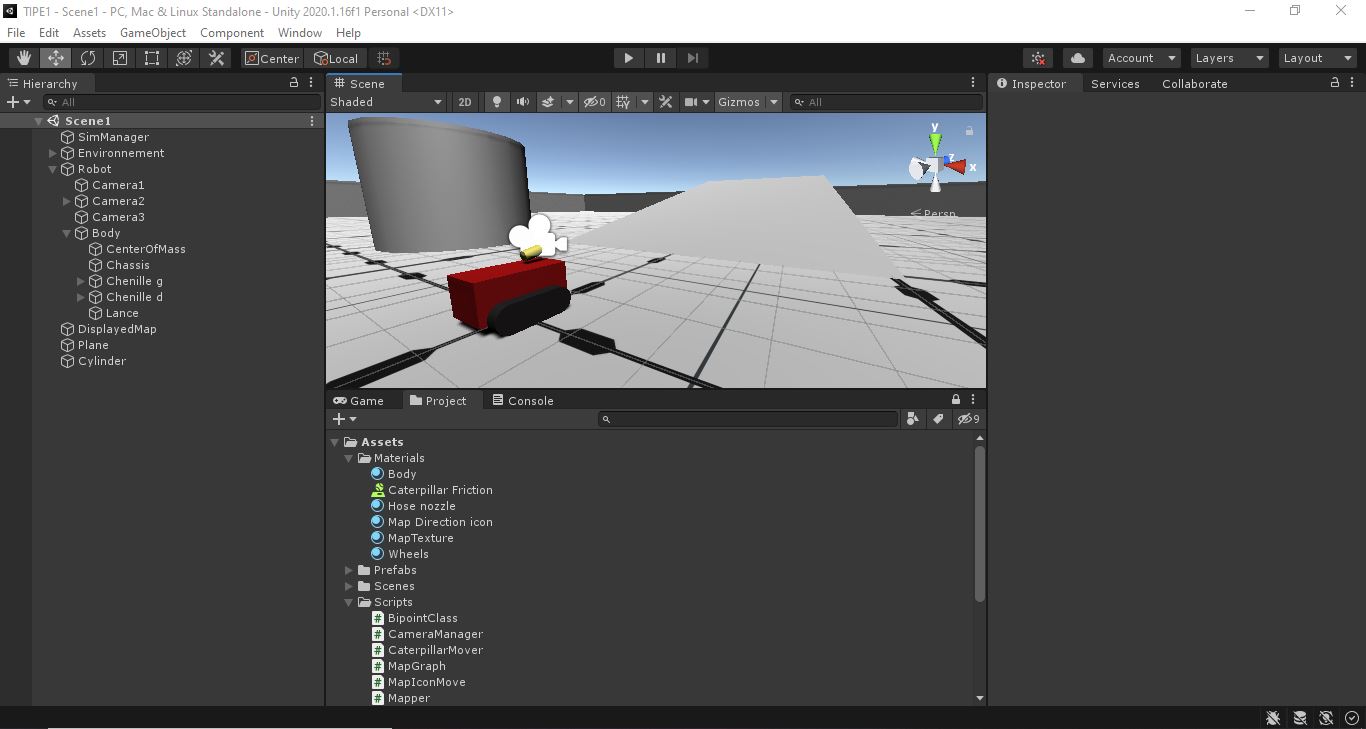 TIPE1 - Scene1 - PC, Mac & Linux Standalone - Unity 2020.1.16f1 Personal <DX11>
File Edit Assets GameObject Component Window Help
Center Local Account Layers Layout
Hierarchy
All
Scene1
SimManager
Environnement
Robot
Camera1
Camera2
Camera3
Body
CenterOfMass
Chassis
Chenille g
Chenille d
Lance
DisplayedMap
Plane
Cylinder
Scene
Shaded 2D 0 Gizmos All
y
z
x
Persp
Game Project Console
9
Assets
Materials
Body
Caterpillar Friction
Hose nozzle
Map Direction icon
MapTexture
Wheels
Prefabs
Scenes
Scripts
# BipointClass
# CameraManager
# CaterpillarMover
# MapGraph
# MapIconMove
# Mapper
Inspector Services Collaborate